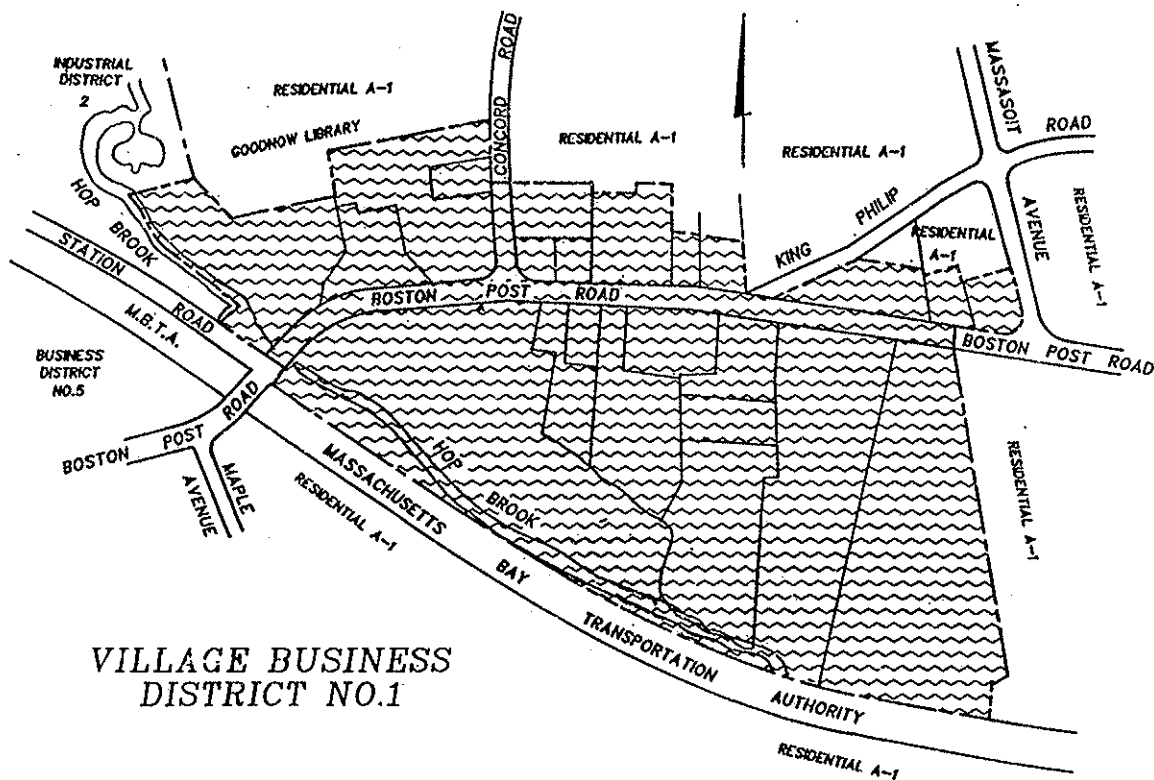 INDUSTRIAL
DISTRICT
2
RESIDENTIAL A-1
GOODNOW LIBRARY
CONCORD ROAD
RESIDENTIAL A-1
RESIDENTIAL A-1
MASSASOIT
ROAD
AVENUE
KING PHILIP
RESIDENTIAL
A-1
RESIDENTIAL A-1
HOP BROOK
STATION ROAD
M.B.T.A.
BUSINESS
DISTRICT
NO.5
BOSTON POST ROAD
BOSTON POST ROAD
BOSTON POST ROAD
MAPLE
AVENUE
HOP BROOK
MASSACHUSETTS BAY TRANSPORTATION AUTHORITY
RESIDENTIAL A-1
RESIDENTIAL A-1
RESIDENTIAL A-1
VILLAGE BUSINESS
DISTRICT NO.1